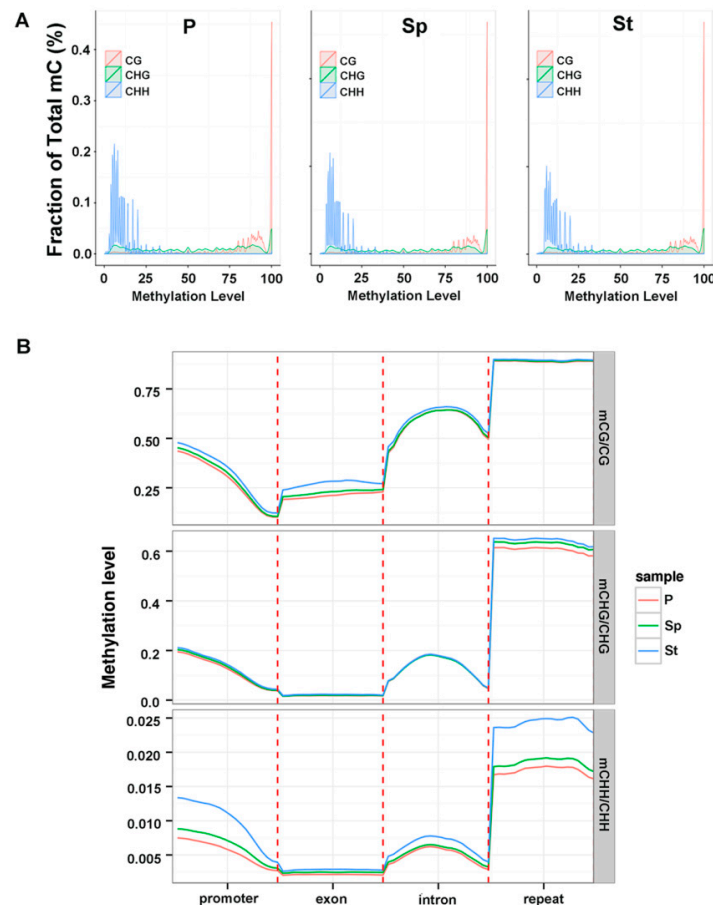 A
P
Sp
St
Fraction of Total mC (%)
0.4
0.3
0.2
0.1
0.0
CG
CHG
CHH
CG
CHG
CHH
CG
CHG
CHH
0 25 50 75 100
0 25 50 75 100
0 25 50 75 100
Methylation Level
Methylation Level
Methylation Level
B
Methylation level
0.75
0.50
0.25
mCG/CG
0.6
0.4
0.2
0.0
mCHG/CHG
0.025
0.020
0.015
0.010
0.005
mCHH/CHH
promoter exon intron repeat
sample
P
Sp
St